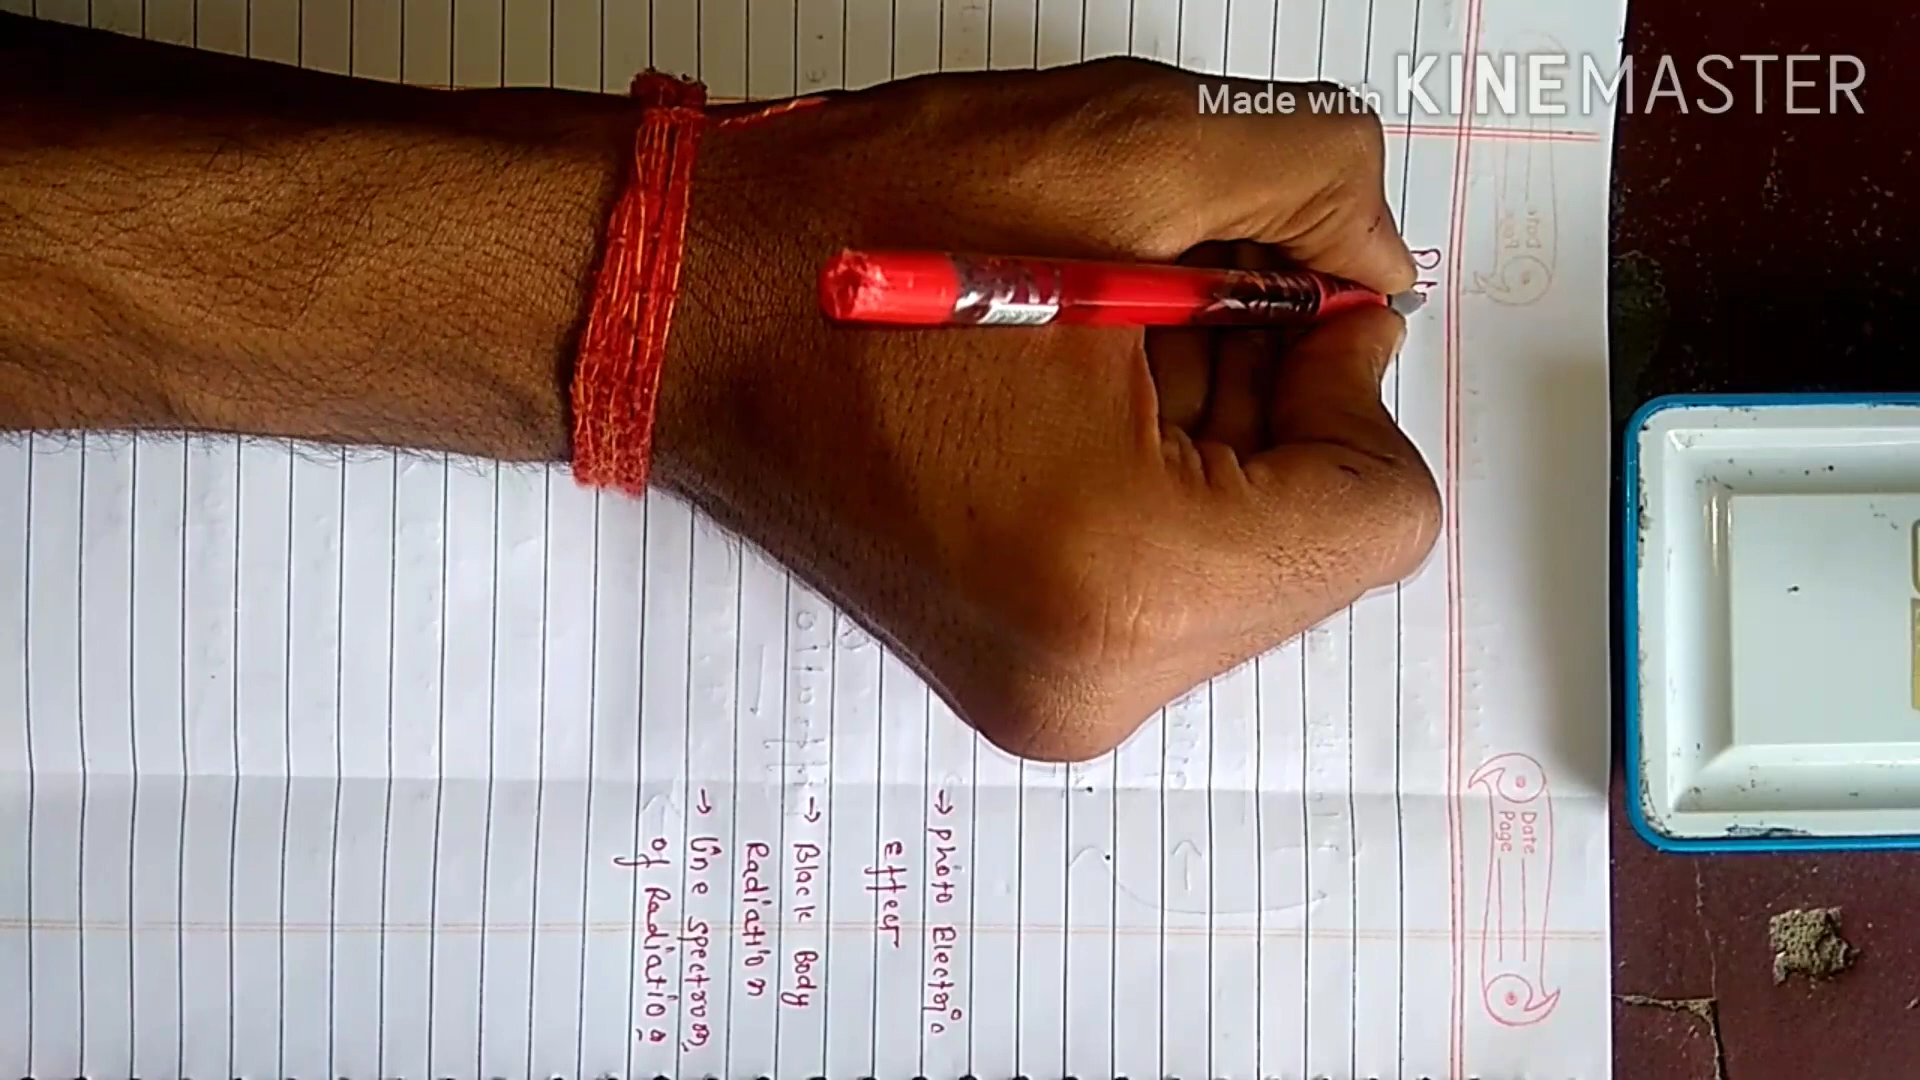 Made with KINEMASTER
Date
Page
→ photo Electric
Effect
→ Black Body
Radiation
→ line spectrum
of Radiation